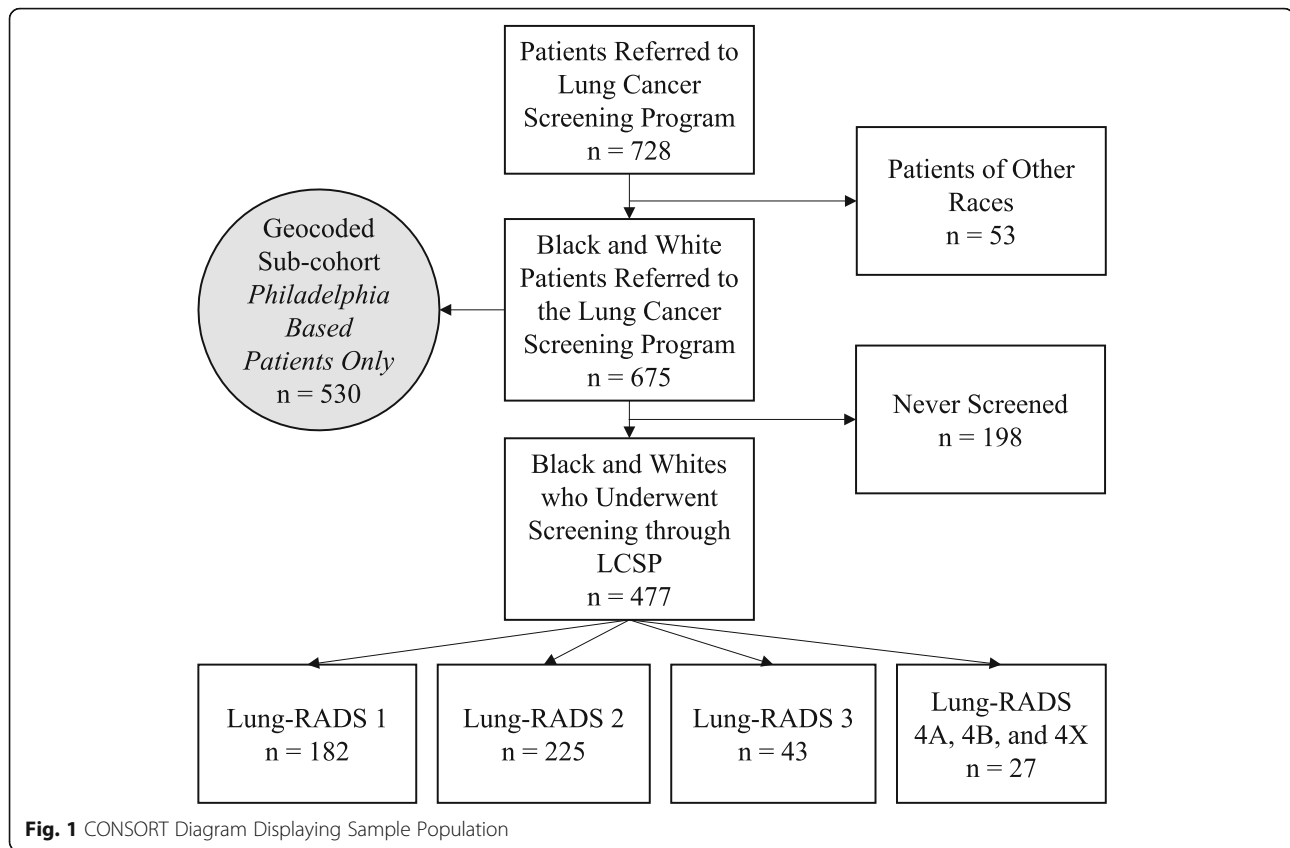 Patients Referred to
Lung Cancer
Screening Program
n = 728
Patients of Other
Races
n = 53
Geocoded
Sub-cohort
Philadelphia
Based
Patients Only
n = 530
Black and White
Patients Referred to
the Lung Cancer
Screening Program
n = 675
Never Screened
n = 198
Black and Whites
who Underwent
Screening through
LCSP
n = 477
Lung-RADS 1
n = 182
Lung-RADS 2
n = 225
Lung-RADS 3
n = 43
Lung-RADS
4A, 4B, and 4X
n = 27
Fig. 1 CONSORT Diagram Displaying Sample Population